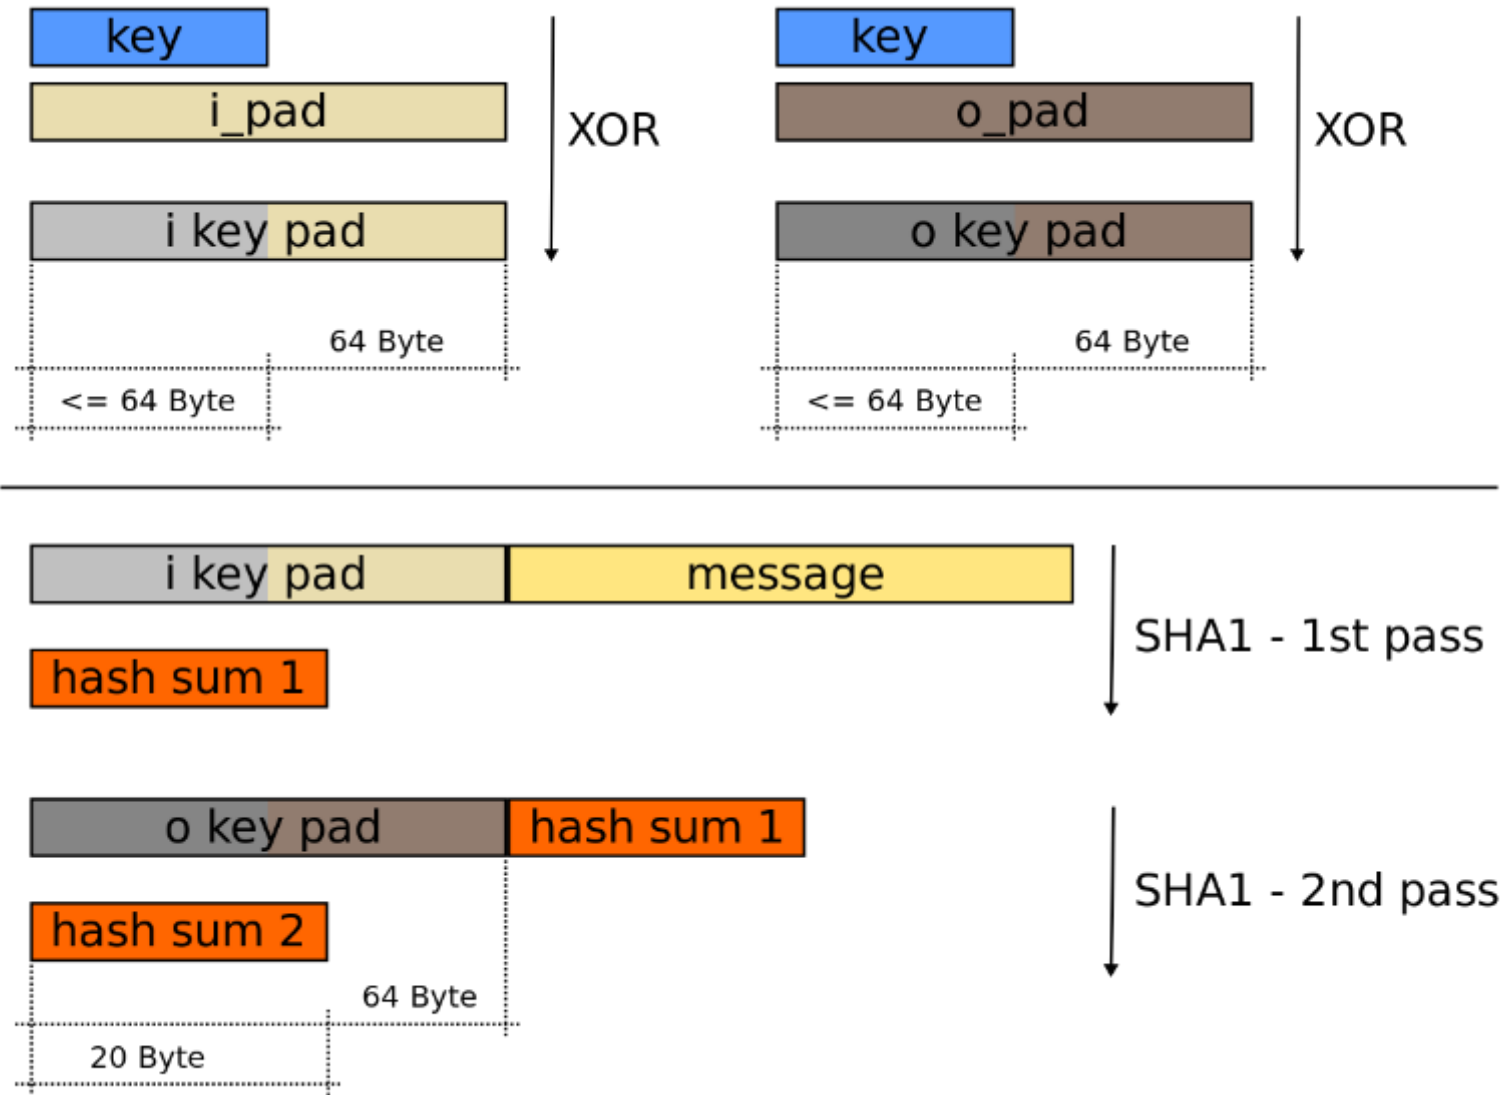 key
i_pad
XOR
i key pad
64 Byte
<= 64 Byte
key
o_pad
XOR
o key pad
64 Byte
<= 64 Byte
i key pad message
SHA1 - 1st pass
hash sum 1
o key pad hash sum 1
SHA1 - 2nd pass
hash sum 2
64 Byte
20 Byte